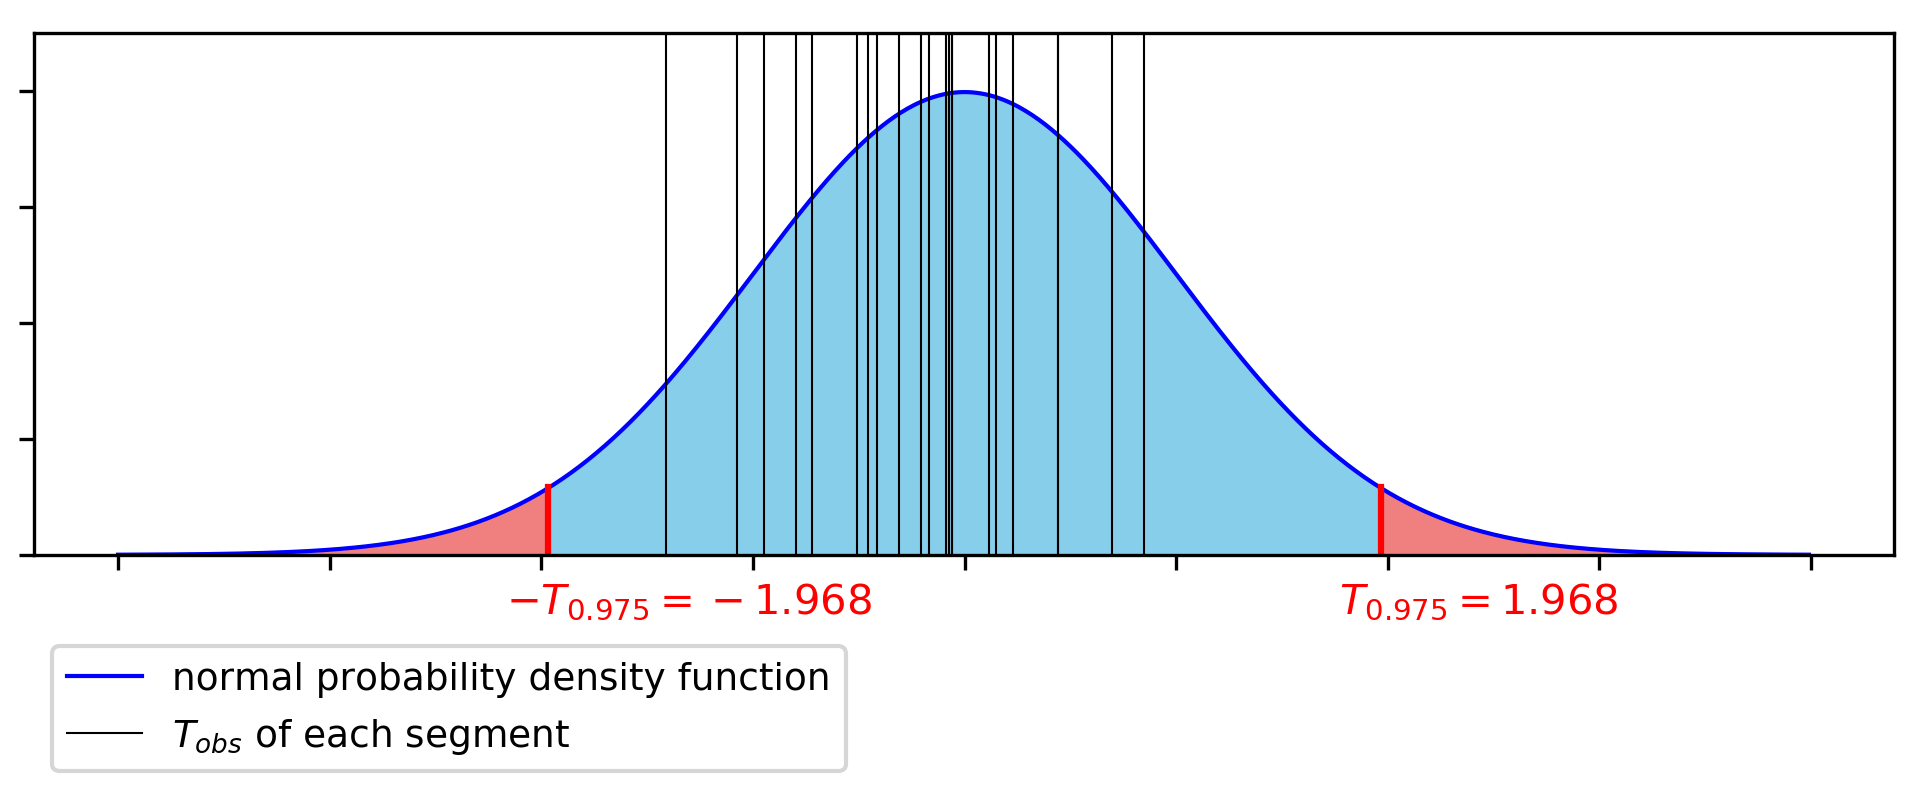 −T0.975 = −1.968
T0.975 = 1.968
normal probability density function
Tobs of each segment